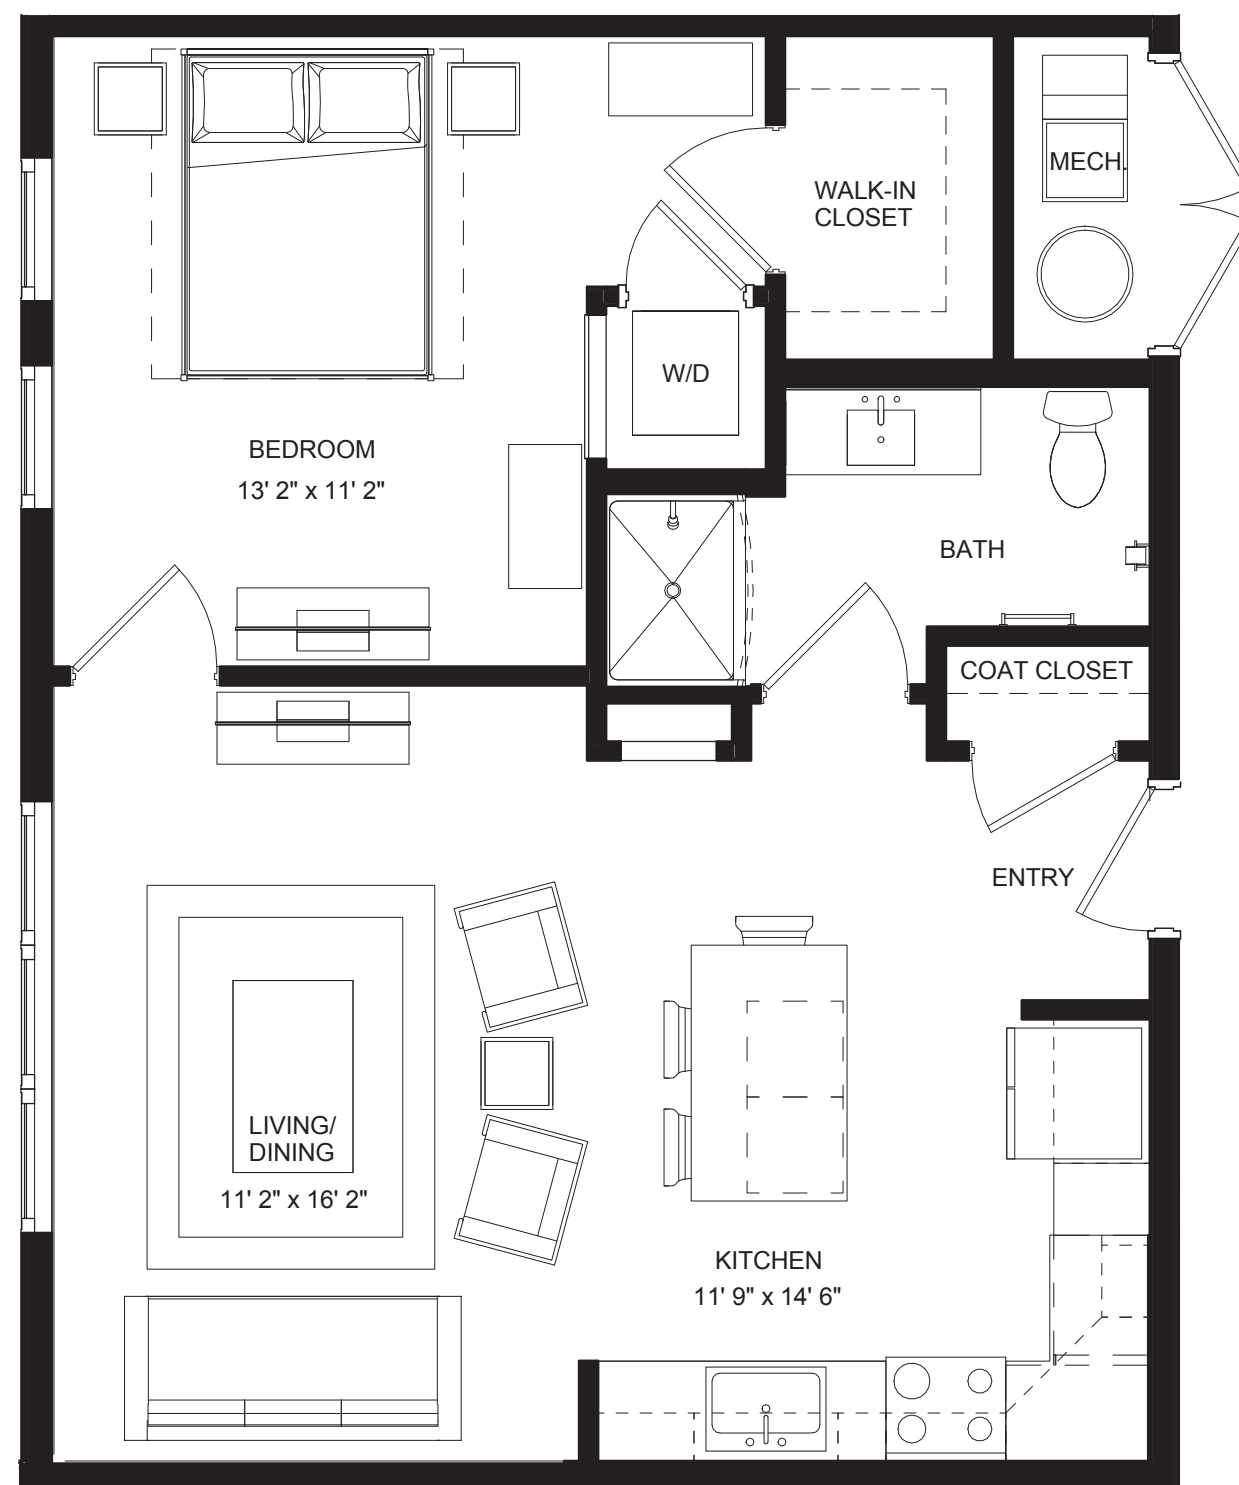 MECH.
WALK-IN
CLOSET
W/D
BEDROOM
13' 2" x 11' 2"
BATH
COAT CLOSET
ENTRY
LIVING/
DINING
11' 2" x 16' 2"
KITCHEN
11' 9" x 14' 6"